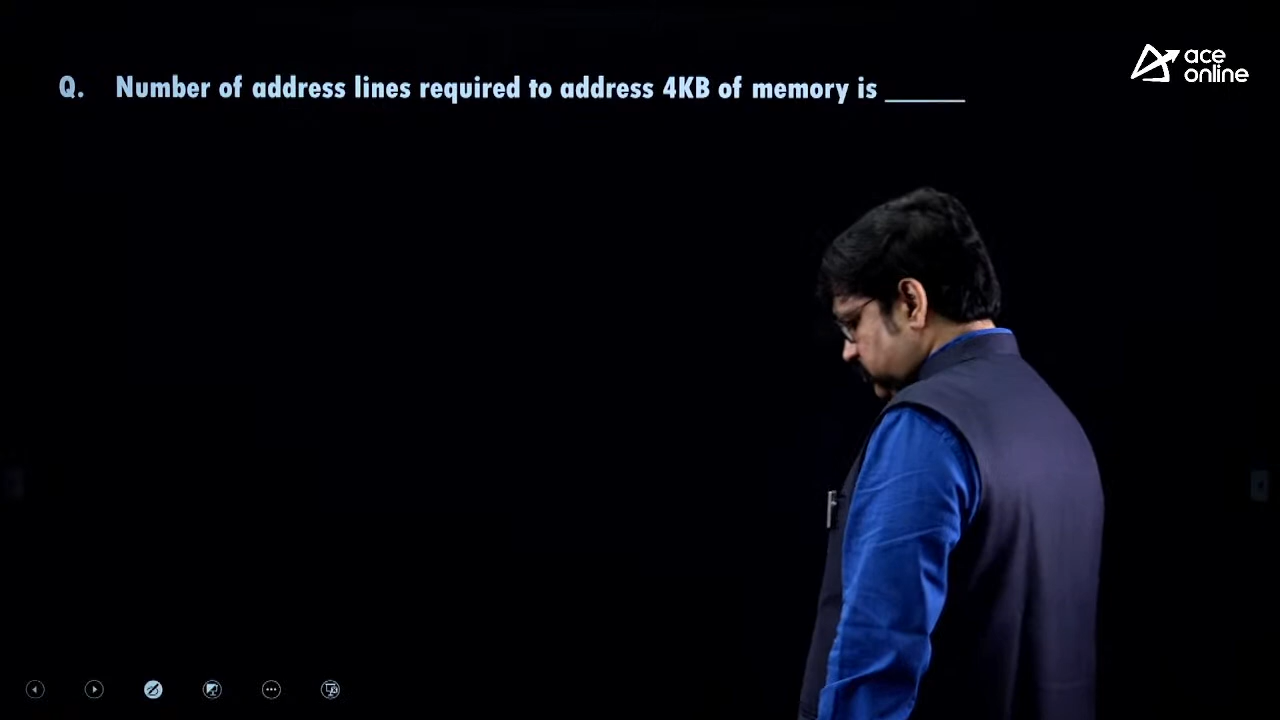 ace
online
Q. Number of address lines required to address 4KB of memory is ______